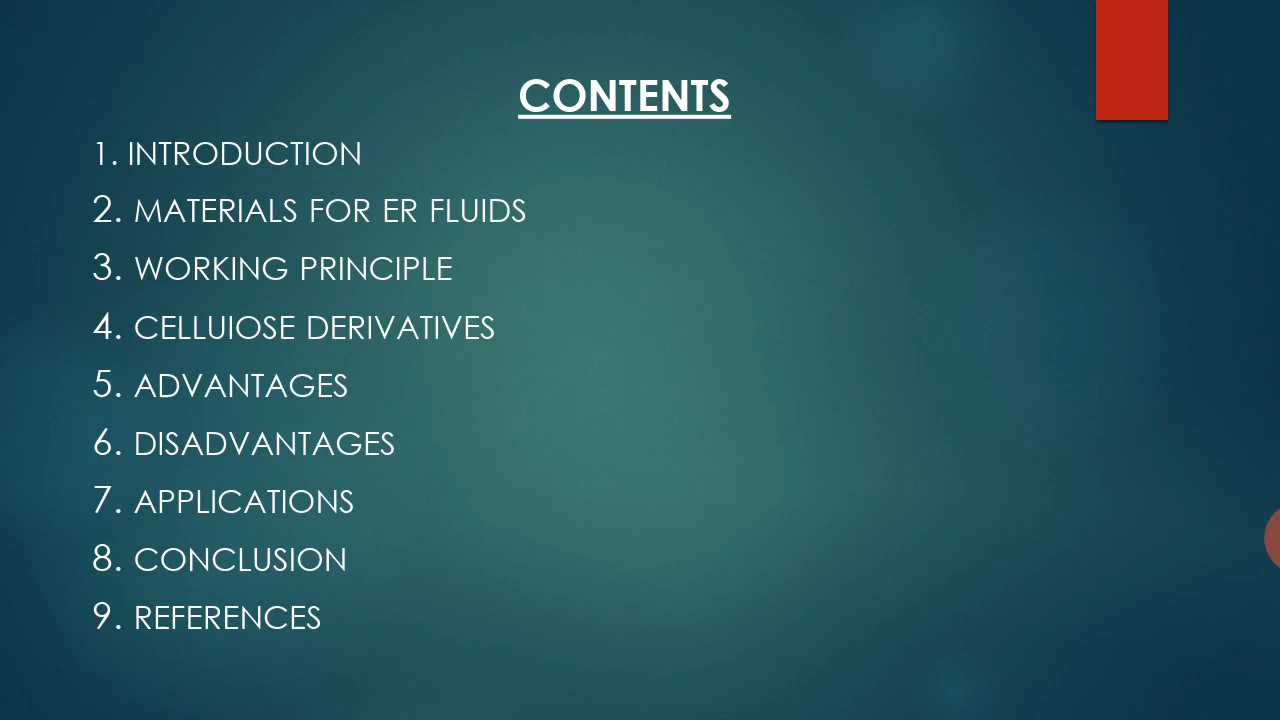 CONTENTS
1. INTRODUCTION
2. MATERIALS FOR ER FLUIDS
3. WORKING PRINCIPLE
4. CELLUIOSE DERIVATIVES
5. ADVANTAGES
6. DISADVANTAGES
7. APPLICATIONS
8. CONCLUSION
9. REFERENCES